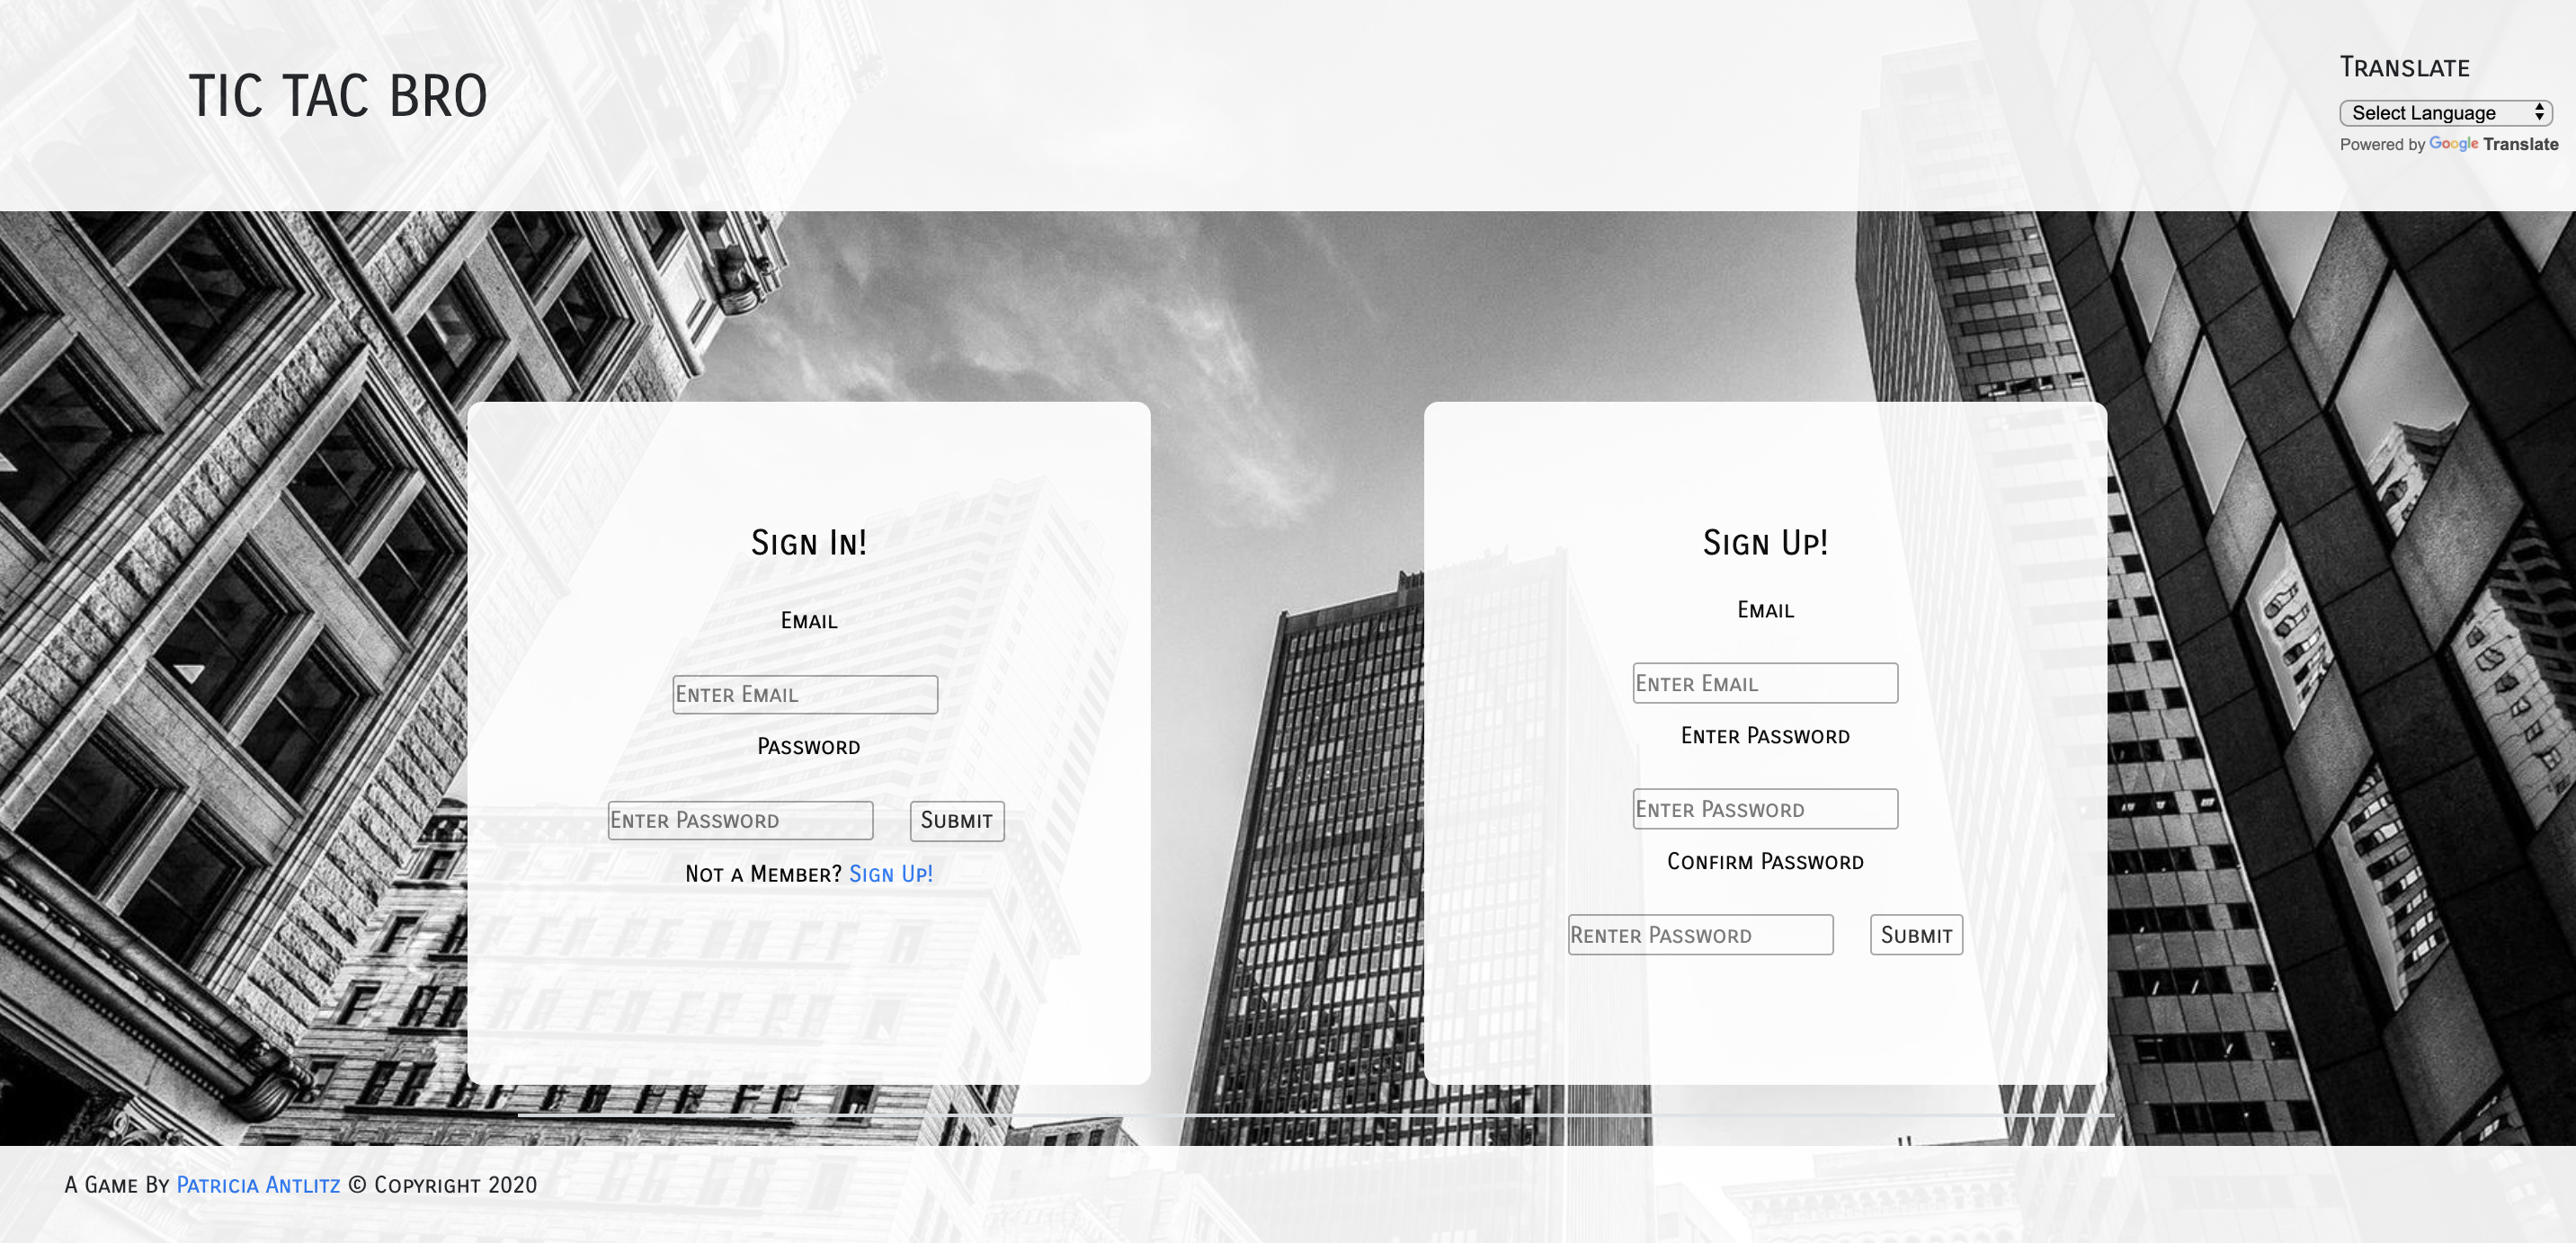 TIC TAC BRO
Translate
Select Language
Powered by Google Translate
Sign In!
Email
Enter Email
Password
Enter Password
Submit
Not a Member? Sign Up!
Sign Up!
Email
Enter Email
Enter Password
Enter Password
Confirm Password
Renter Password
Submit
A Game By Patricia Antlitz © Copyright 2020